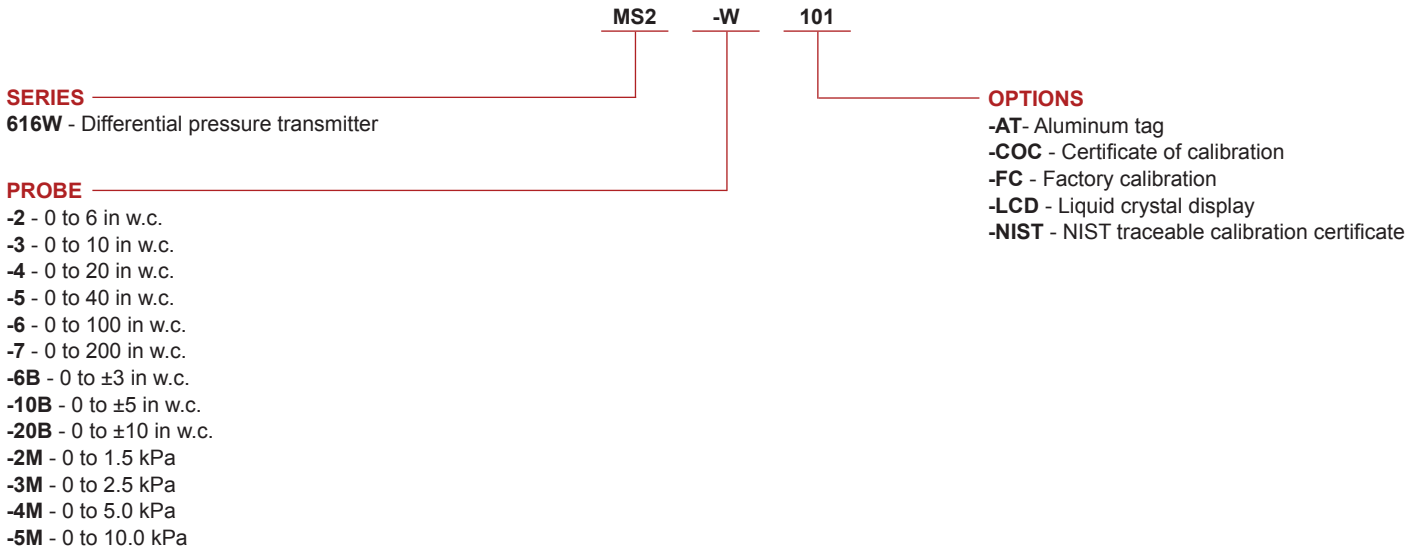 MS2 -W 101
SERIES
616W - Differential pressure transmitter
PROBE
-2 - 0 to 6 in w.c.
-3 - 0 to 10 in w.c.
-4 - 0 to 20 in w.c.
-5 - 0 to 40 in w.c.
-6 - 0 to 100 in w.c.
-7 - 0 to 200 in w.c.
-6B - 0 to ±3 in w.c.
-10B - 0 to ±5 in w.c.
-20B - 0 to ±10 in w.c.
-2M - 0 to 1.5 kPa
-3M - 0 to 2.5 kPa
-4M - 0 to 5.0 kPa
-5M - 0 to 10.0 kPa
OPTIONS
-AT- Aluminum tag
-COC - Certificate of calibration
-FC - Factory calibration
-LCD - Liquid crystal display
-NIST - NIST traceable calibration certificate